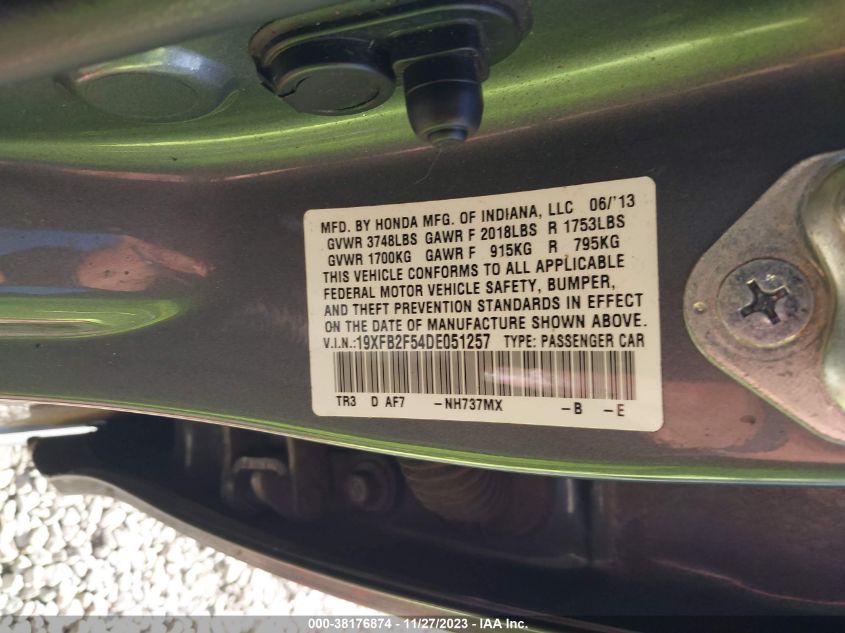 MFD. BY HONDA MFG. OF INDIANA, LLC 06/'13
GVWR 3748LBS GAWR F 2018LBS R 1753LBS
GVWR 1700KG GAWR F 915KG R 795KG
THIS VEHICLE CONFORMS TO ALL APPLICABLE
FEDERAL MOTOR VEHICLE SAFETY, BUMPER,
AND THEFT PREVENTION STANDARDS IN EFFECT
ON THE DATE OF MANUFACTURE SHOWN ABOVE.
V.I.N.:19XFB2F54DE051257 TYPE: PASSENGER CAR
TR3 D AF7 -NH737MX -B -E
000-38176874 - 11/27/2023 - IAA Inc.